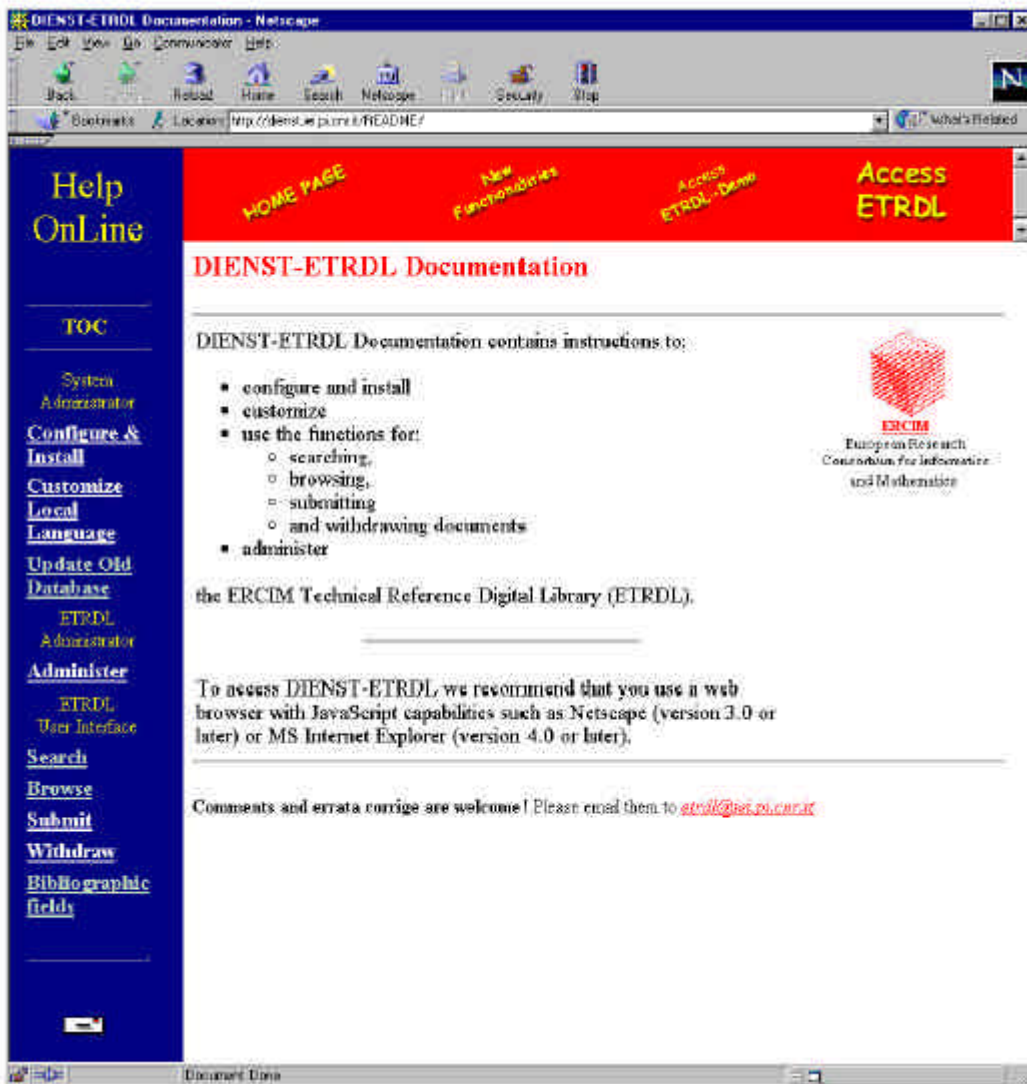 DIENST-ETRDL Documentation - Netscape
File Edit View Go Communicator Help
Back Reload Home Search Netscape Security Stop
Bookmarks Location: What's Related
Help
OnLine
TOC
System
Administrator
Configure &
Install
Customize
Local
Language
Update Old
Database
ETRDL
Administrator
Administer
ETRDL
User Interface
Search
Browse
Submit
Withdraw
Bibliographic
fields
HOME PAGE
New
Functionalities
Access
ETRDL-Demo
Access
ETRDL
DIENST-ETRDL Documentation
DIENST-ETRDL Documentation contains instructions to:
configure and install
customize
use the functions for:
searching,
browsing,
submitting
and withdrawing documents
administer
the ERCIM Technical Reference Digital Library (ETRDL).
ERCIM
European Research
Consortium for Informatics
and Mathematics
To access DIENST-ETRDL we recommend that you use a web
browser with JavaScript capabilities such as Netscape (version 3.0 or
later) or MS Internet Explorer (version 4.0 or later).
Comments and errata corrige are welcome! Please email them to
Document Done